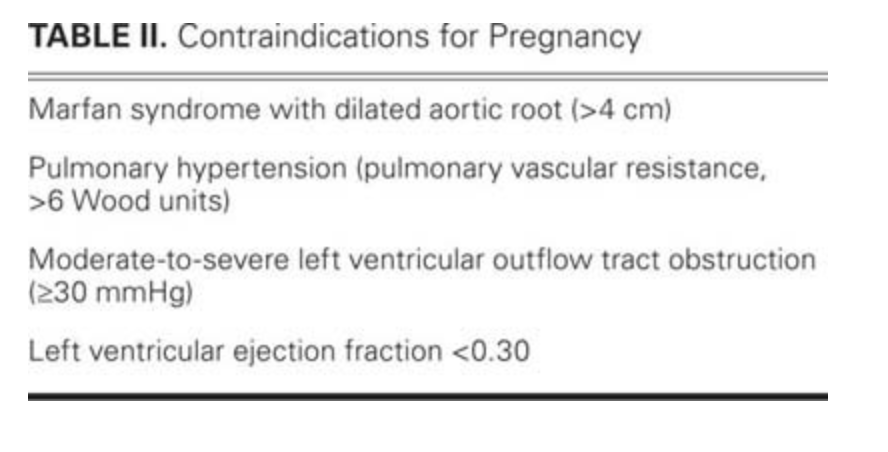 TABLE II. Contraindications for Pregnancy
Marfan syndrome with dilated aortic root (>4 cm)
Pulmonary hypertension (pulmonary vascular resistance,
>6 Wood units)
Moderate-to-severe left ventricular outflow tract obstruction
(≥30 mmHg)
Left ventricular ejection fraction <0.30